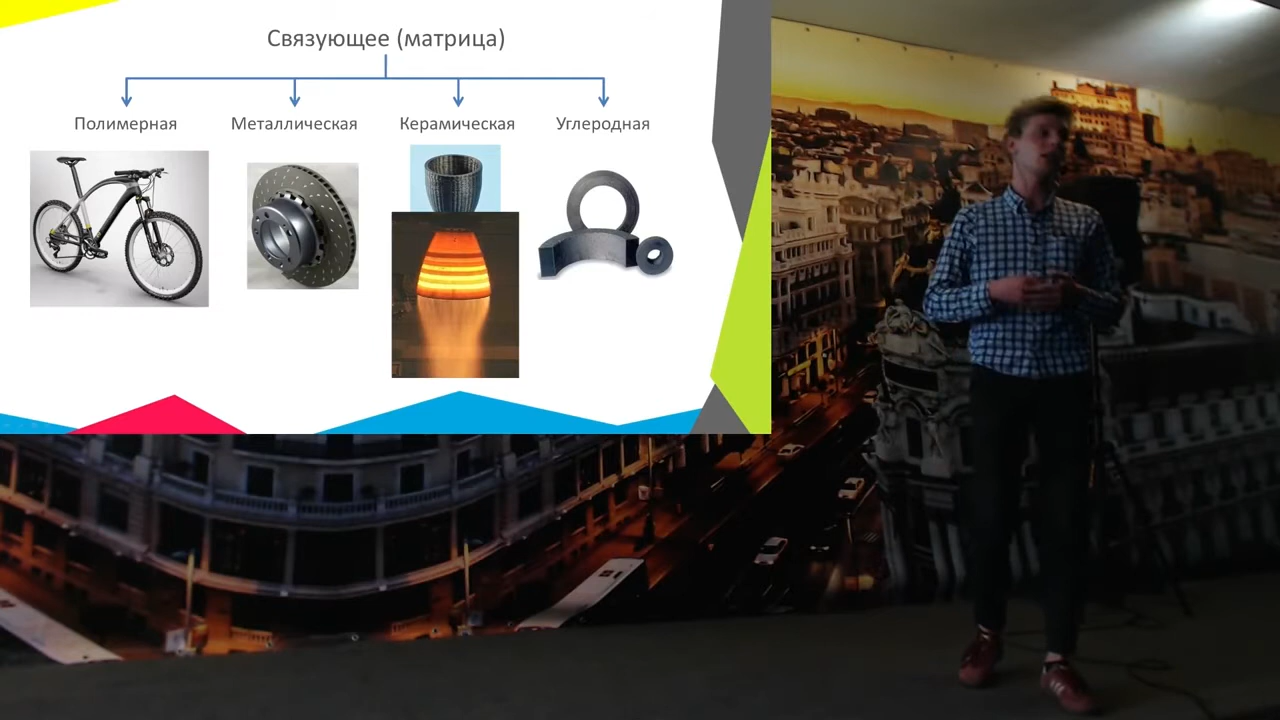 Связующее (матрица)
Полимерная
Металлическая
Керамическая
Углеродная